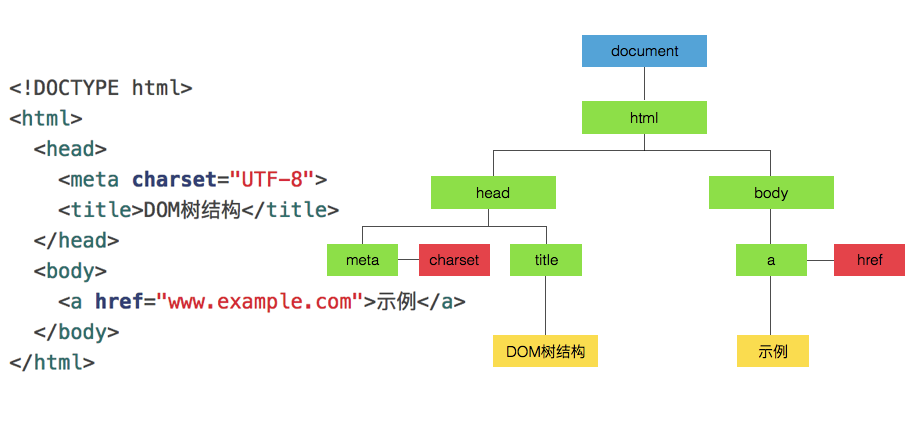 <!DOCTYPE html>
<html>
  <head>
    <meta charset="UTF-8">
    <title>DOM树结构</title>
  </head>
  <body>
    <a href="www.example.com">示例</a>
  </body>
</html>
document
html
head
body
meta
charset
title
a
href
DOM树结构
示例